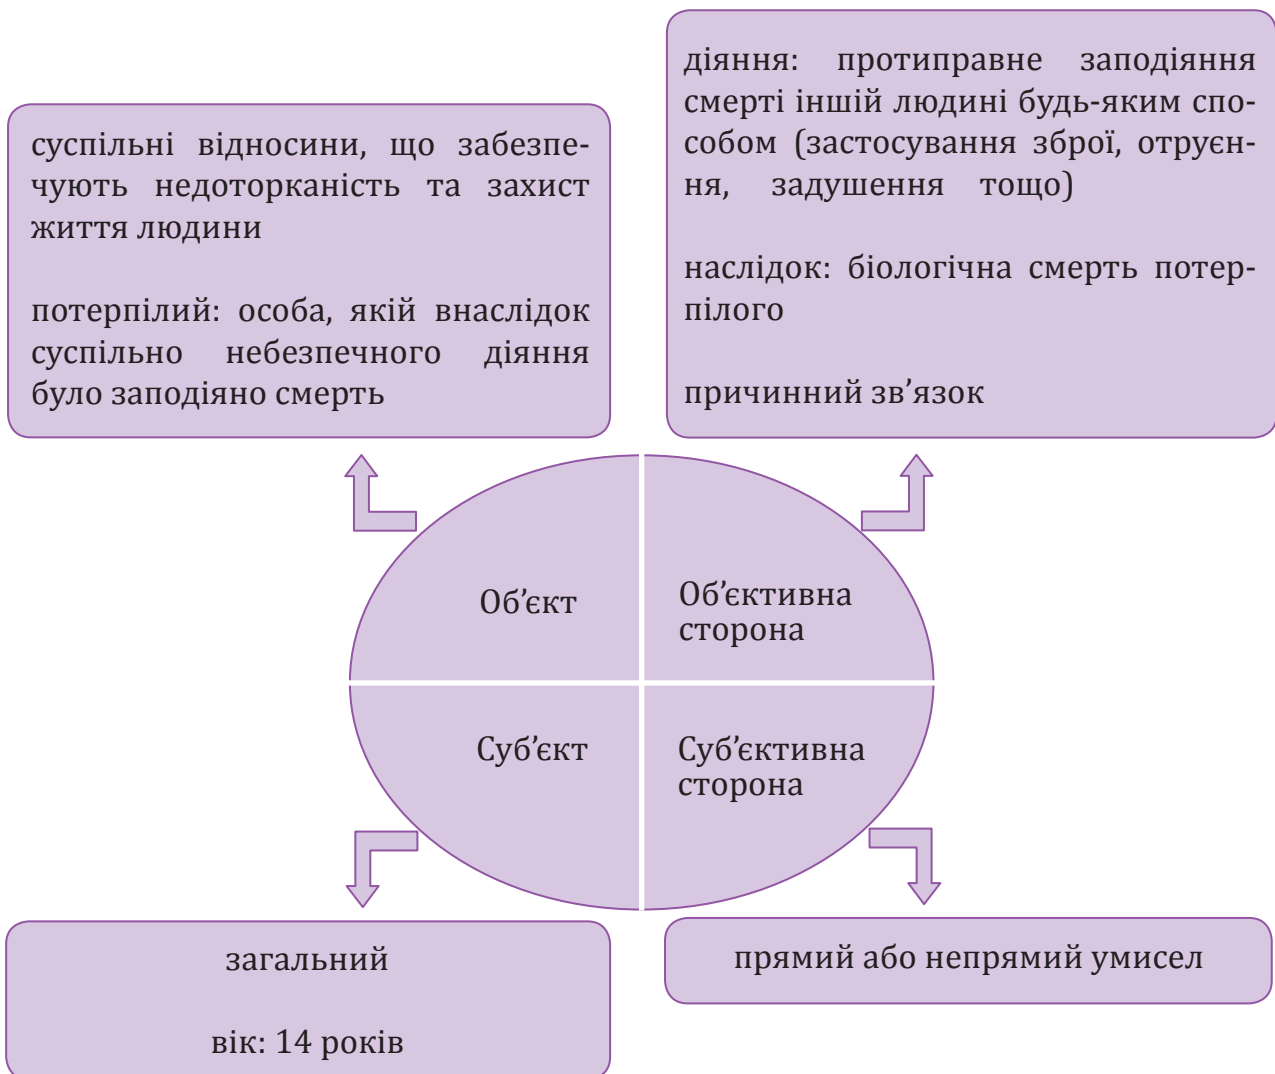 суспільні відносини, що забезпе-
чують недоторканість та захист
життя людини
потерпілий: особа, якій внаслідок
суспільно небезпечного діяння
було заподіяно смерть
діяння: протиправне заподіяння
смерті іншій людині будь-яким спо-
собом (застосування зброї, отруєн-
ня, задушення тощо)
наслідок: біологічна смерть потер-
пілого
причинний зв’язок
Об’єкт
Об’єктивна
сторона
Суб’єкт
Суб’єктивна
сторона
загальний
вік: 14 років
прямий або непрямий умисел